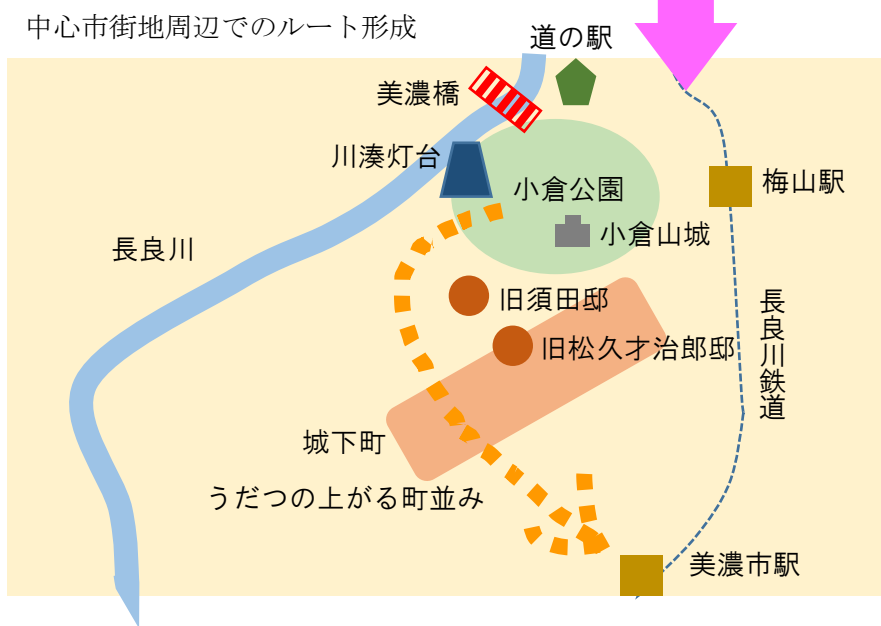 中心市街地周辺でのルート形成
道の駅
美濃橋
川湊灯台
小倉公園
梅山駅
小倉山城
長良川
旧須田邸
長良川鉄道
旧松久才治郎邸
城下町
うだつの上がる町並み
美濃市駅